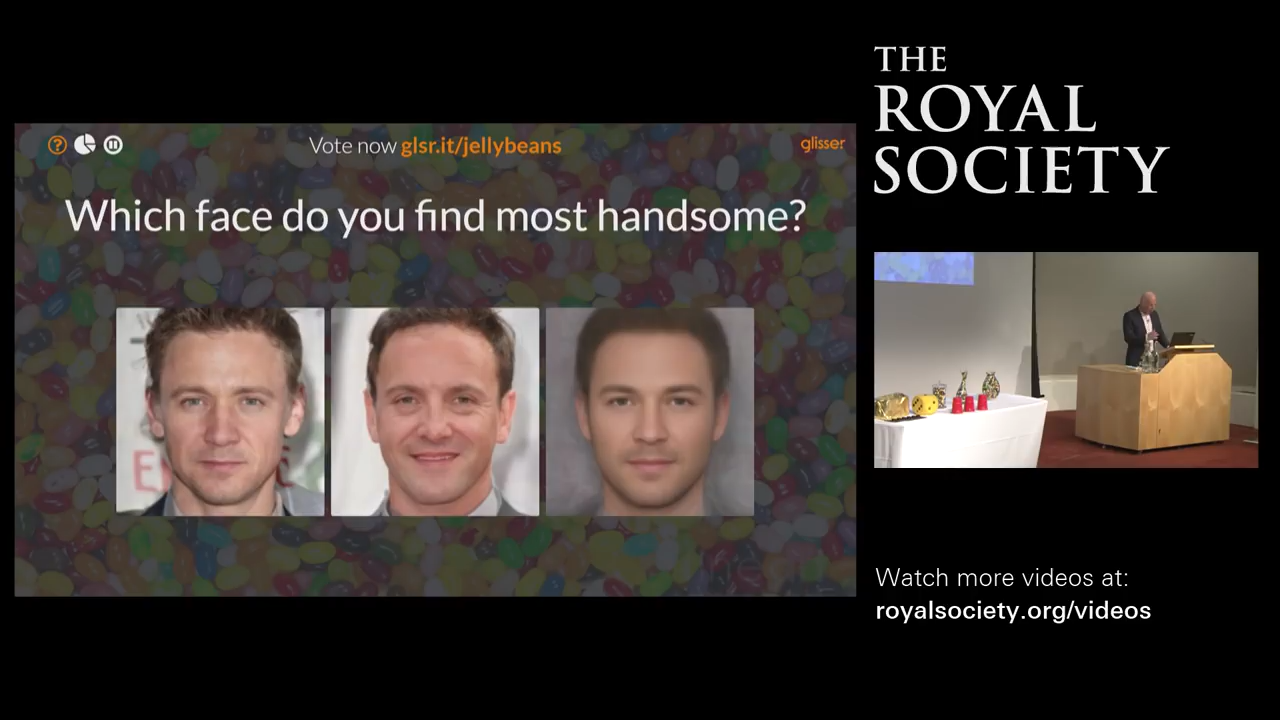 Vote now glsr.it/jellybeans
glisser
Which face do you find most handsome?
THE
ROYAL
SOCIETY
Watch more videos at:
royalsociety.org/videos